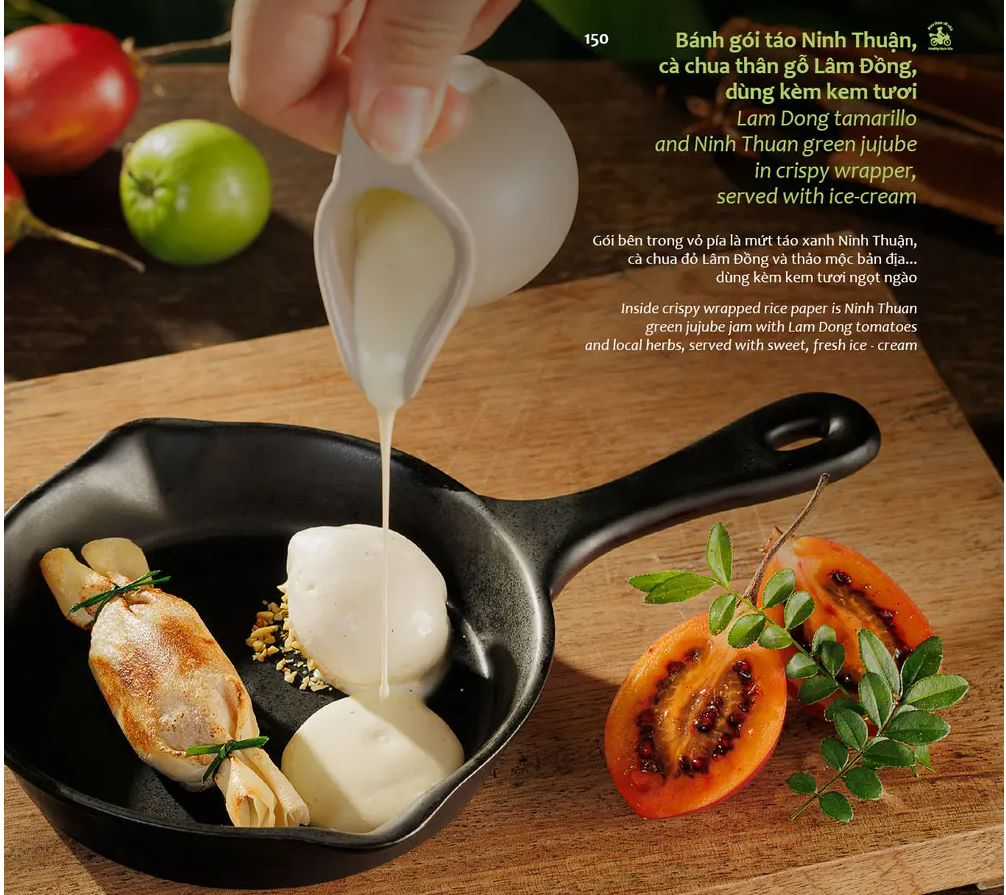 150
Bánh gói táo Ninh Thuận,
cà chua thân gỗ Lâm Đồng,
dùng kèm kem tươi
Lam Dong tamarillo
and Ninh Thuan green jujube
in crispy wrapper,
served with ice-cream
Gói bên trong vỏ pía là mứt táo xanh Ninh Thuận,
cà chua đỏ Lâm Đồng và thảo mộc bản địa...
dùng kèm kem tươi ngọt ngào
Inside crispy wrapped rice paper is Ninh Thuan
green jujube jam with Lam Dong tomatoes
and local herbs, served with sweet, fresh ice - cream